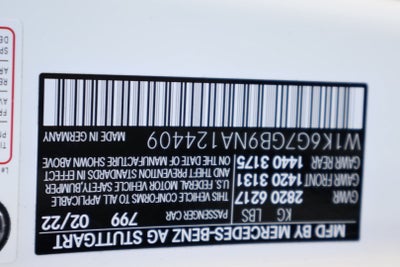 MFD BY MERCEDES-BENZ AG STUTTGART
KG LBS PASSENGER CAR 799 02/22
GVWR 2820 6217
GAWR FRONT 1420 3131
GAWR REAR 1440 3175
THIS VEHICLE CONFORMS TO ALL APPLICABLE
U.S. FEDERAL MOTOR VEHICLE SAFETY,BUMPER
AND THEFT PREVENTION STANDARDS IN EFFECT
ON THE DATE OF MANUFACTURE SHOWN ABOVE
W1K6G7GB9NA124409 MADE IN GERMANY